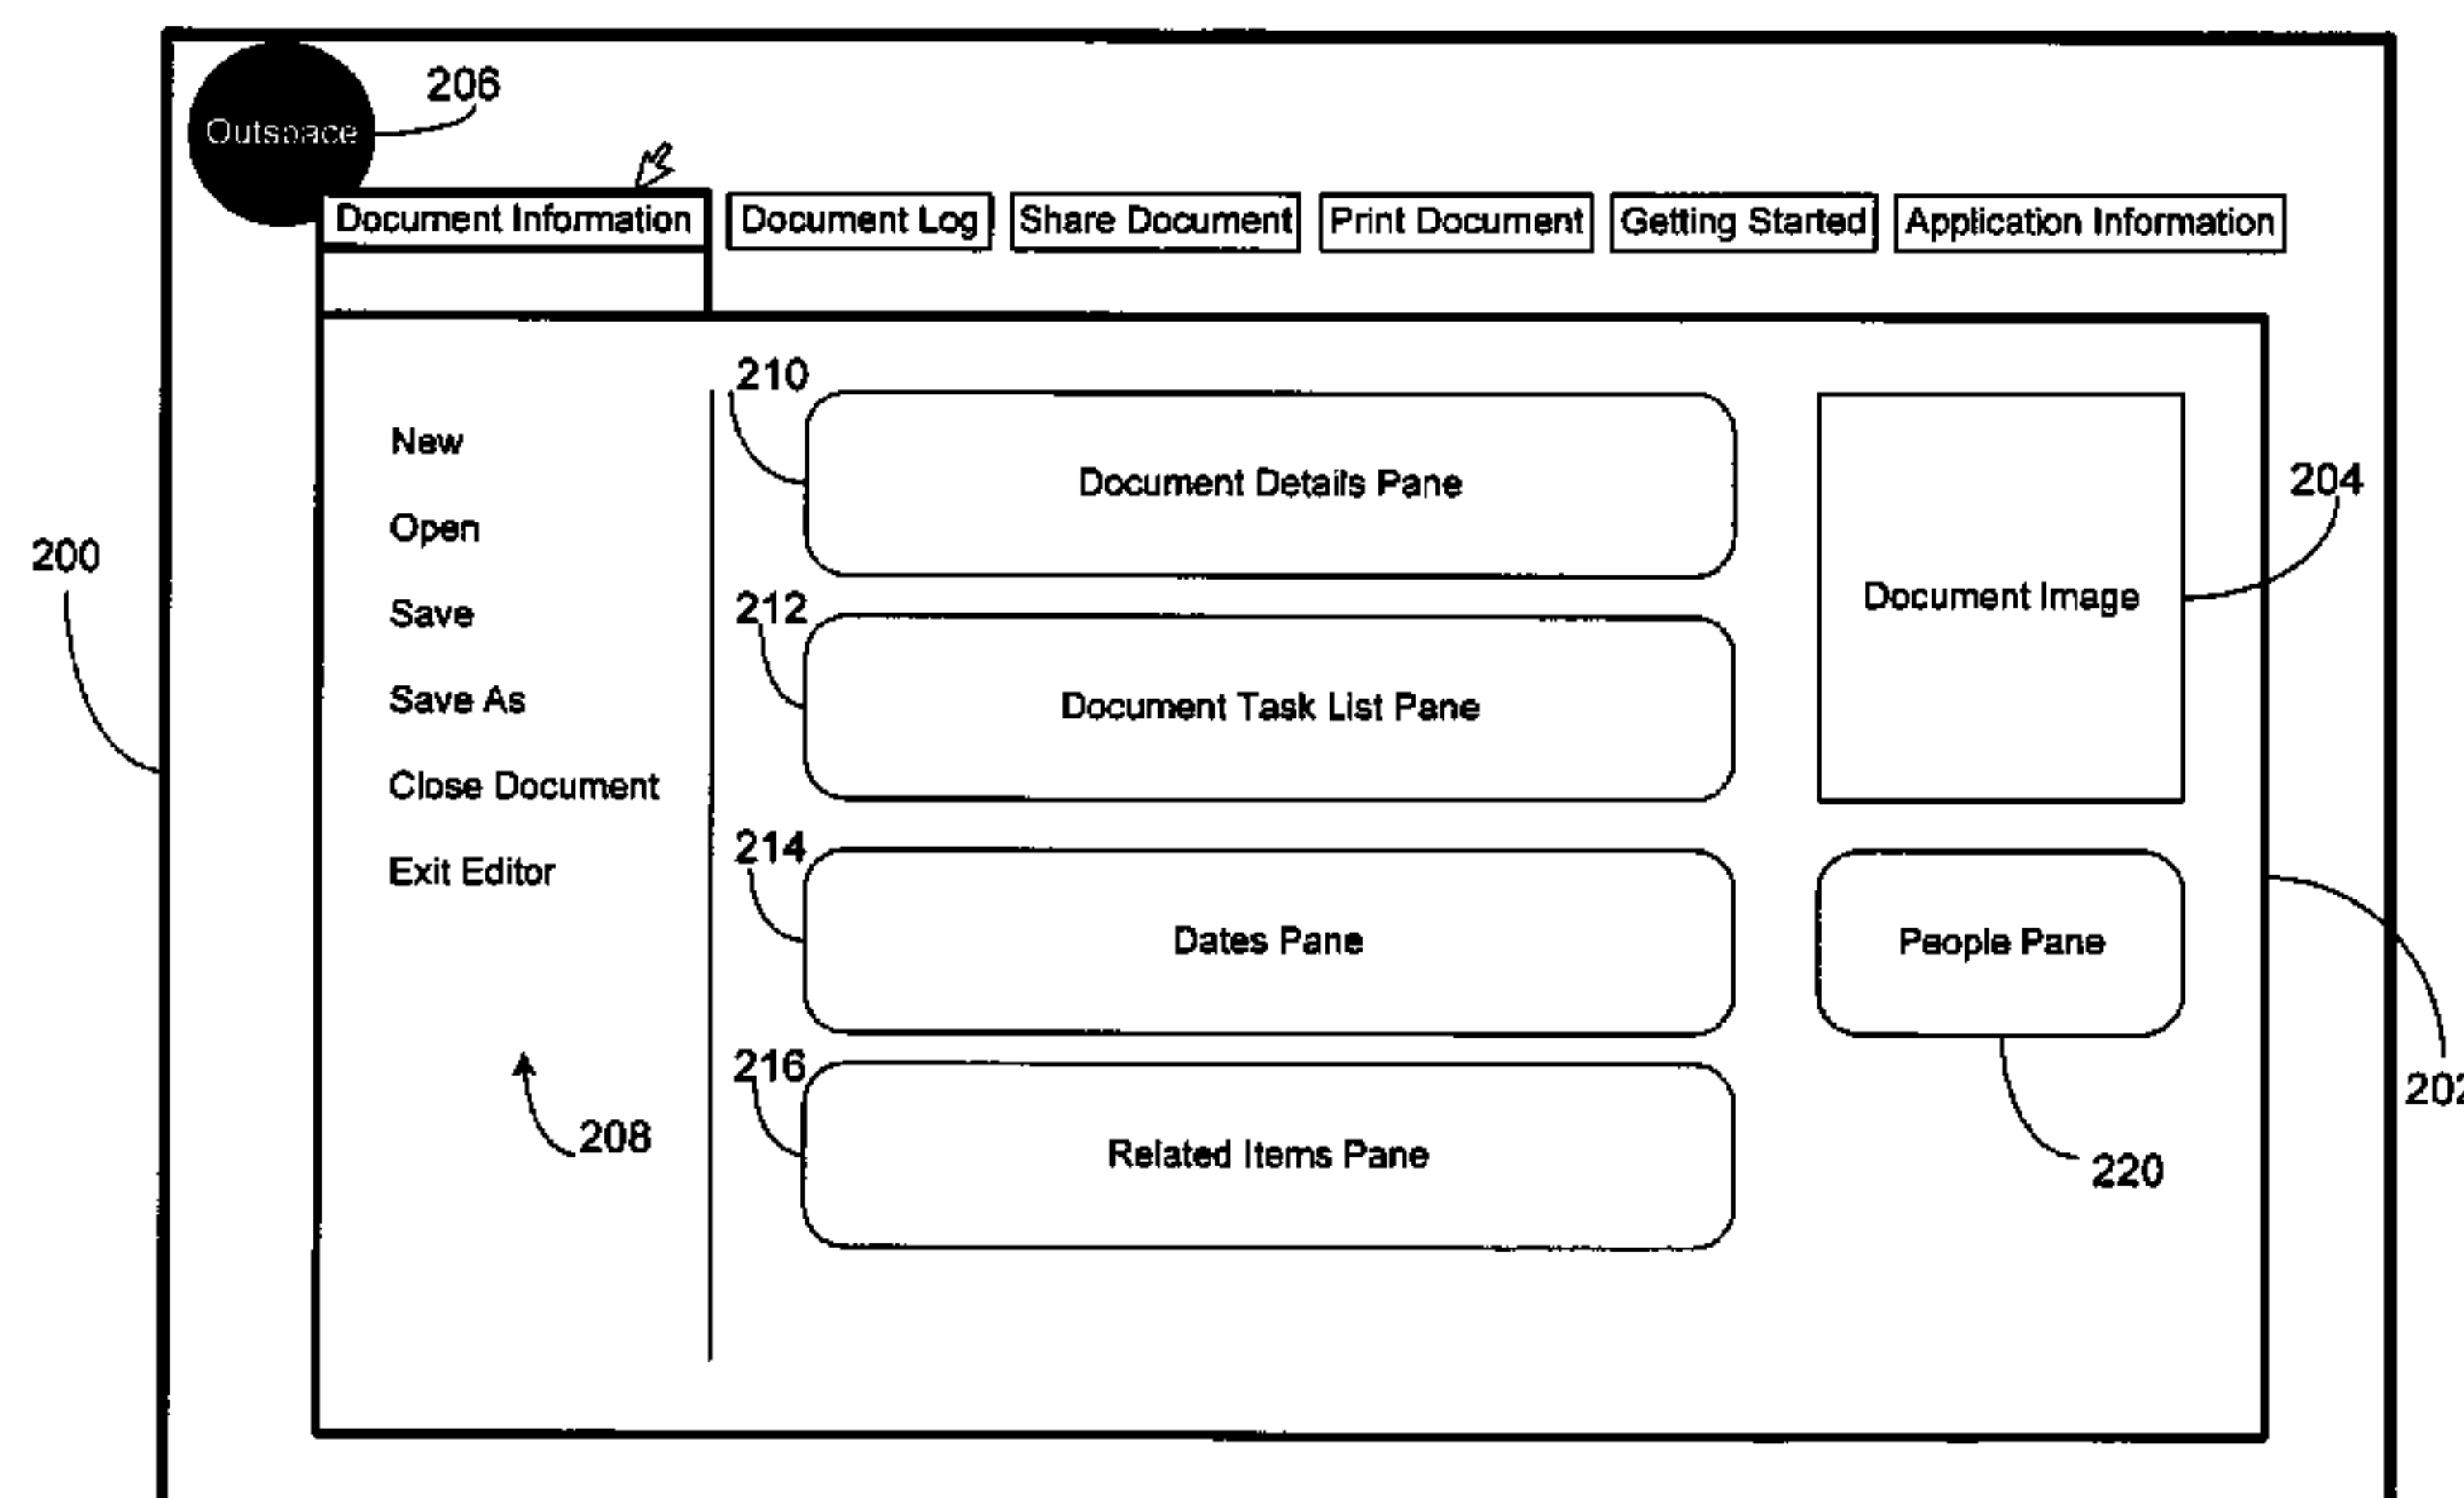 206
Outspace
Document Information
Document Log
Share Document
Print Document
Getting Started
Application Information
210
New
Document Details Pane
204
Open
200
Document Image
Save
212
Save As
Document Task List Pane
Close Document
214
Exit Editor
Dates Pane
People Pane
216
202
208
Related Items Pane
220